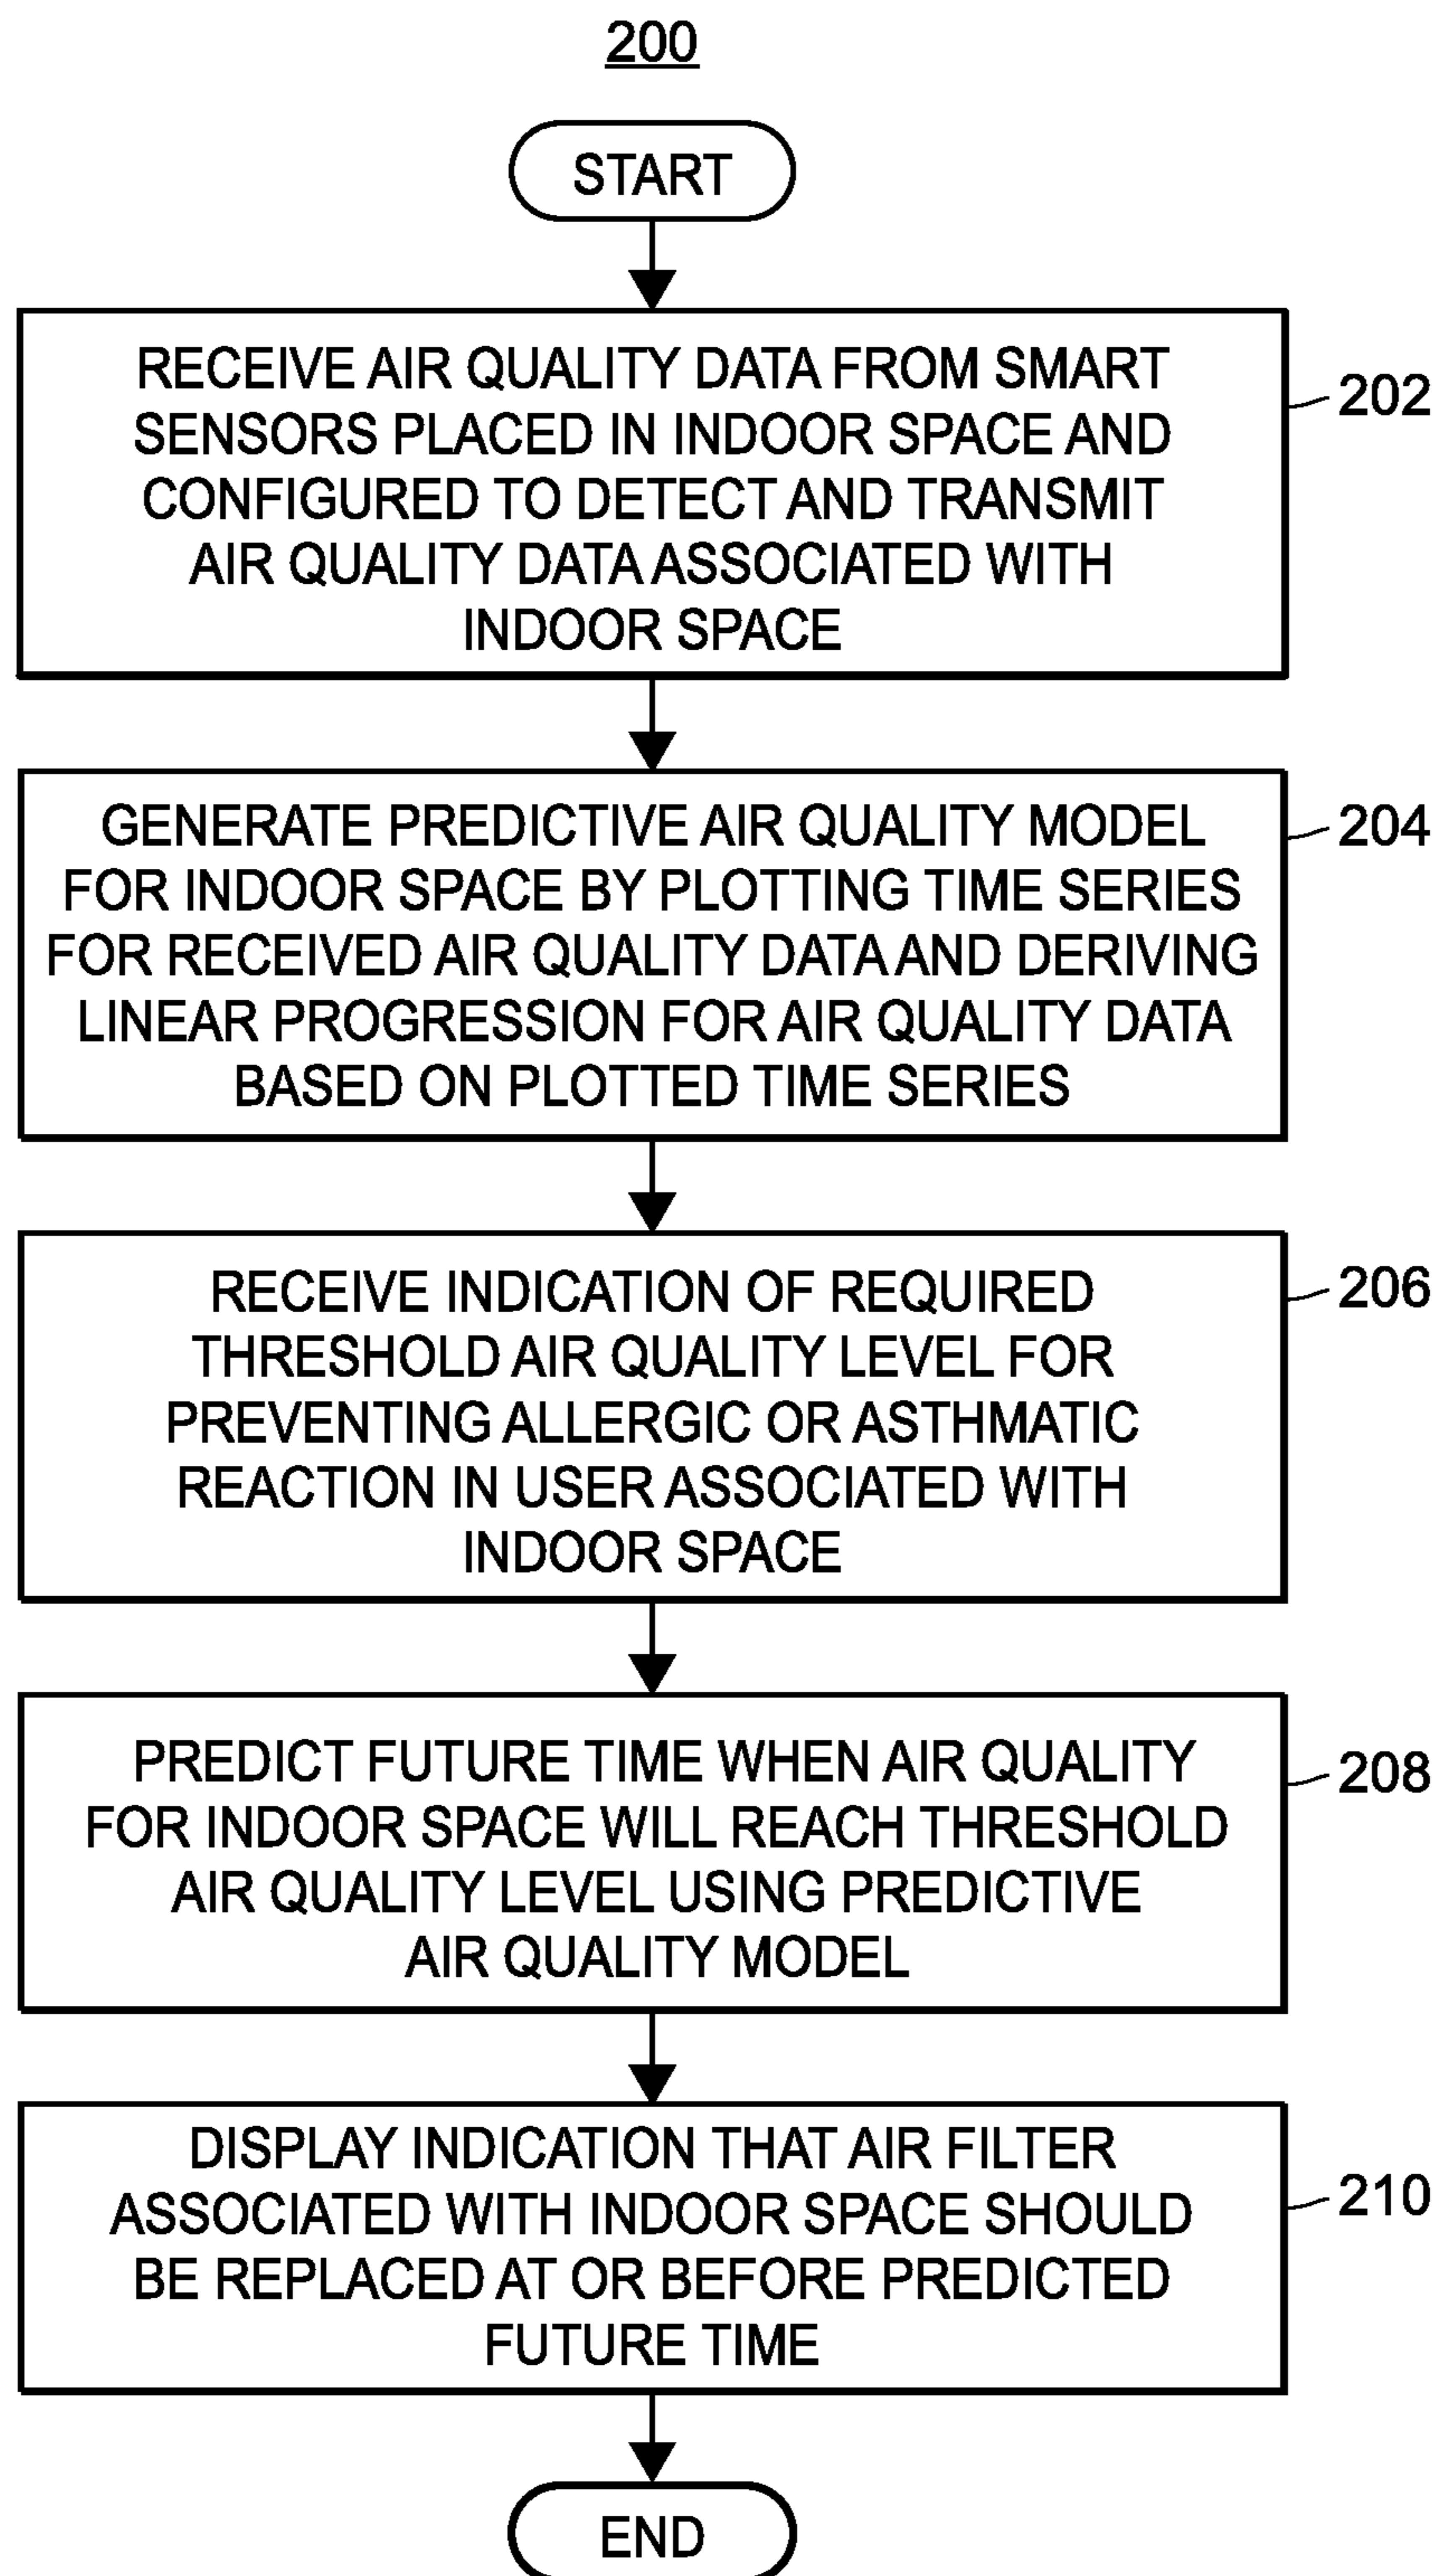 200
START
RECEIVE AIR QUALITY DATA FROM SMART
SENSORS PLACED IN INDOOR SPACE AND
CONFIGURED TO DETECT AND TRANSMIT
AIR QUALITY DATA ASSOCIATED WITH
INDOOR SPACE
202
GENERATE PREDICTIVE AIR QUALITY MODEL
FOR INDOOR SPACE BY PLOTTING TIME SERIES
FOR RECEIVED AIR QUALITY DATA AND DERIVING
LINEAR PROGRESSION FOR AIR QUALITY DATA
BASED ON PLOTTED TIME SERIES
204
RECEIVE INDICATION OF REQUIRED
THRESHOLD AIR QUALITY LEVEL FOR
PREVENTING ALLERGIC OR ASTHMATIC
REACTION IN USER ASSOCIATED WITH
INDOOR SPACE
206
PREDICT FUTURE TIME WHEN AIR QUALITY
FOR INDOOR SPACE WILL REACH THRESHOLD
AIR QUALITY LEVEL USING PREDICTIVE
AIR QUALITY MODEL
208
DISPLAY INDICATION THAT AIR FILTER
ASSOCIATED WITH INDOOR SPACE SHOULD
BE REPLACED AT OR BEFORE PREDICTED
FUTURE TIME
210
END